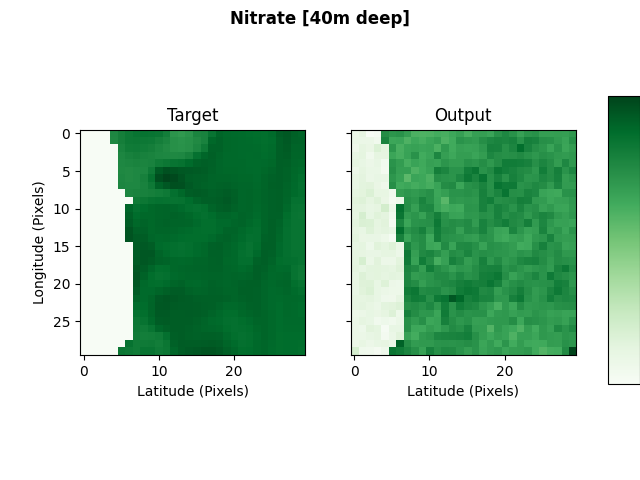 Nitrate [40m deep]
Target
Output
0
5
10
15
20
25
Longitude (Pixels)
0 10 20
0 10 20
Latitude (Pixels)
Latitude (Pixels)